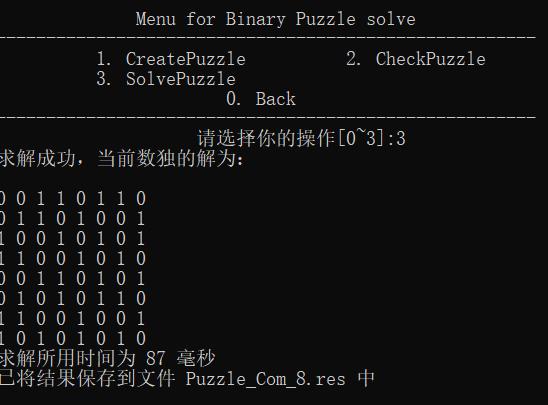 Menu for Binary Puzzle solve
1. CreatePuzzle 2. CheckPuzzle
3. SolvePuzzle
0. Back
请选择你的操作[0~3]:3
求解成功，当前数独的解为：
0 0 1 1 0 1 1 0
0 1 1 0 1 0 0 1
1 0 0 1 0 1 0 1
1 1 0 0 1 0 1 0
0 0 1 1 0 1 0 1
0 1 0 1 0 1 1 0
1 1 0 0 1 0 0 1
1 0 1 0 1 0 1 0
求解所用时间为 87 毫秒
已将结果保存到文件 Puzzle_Com_8.res 中